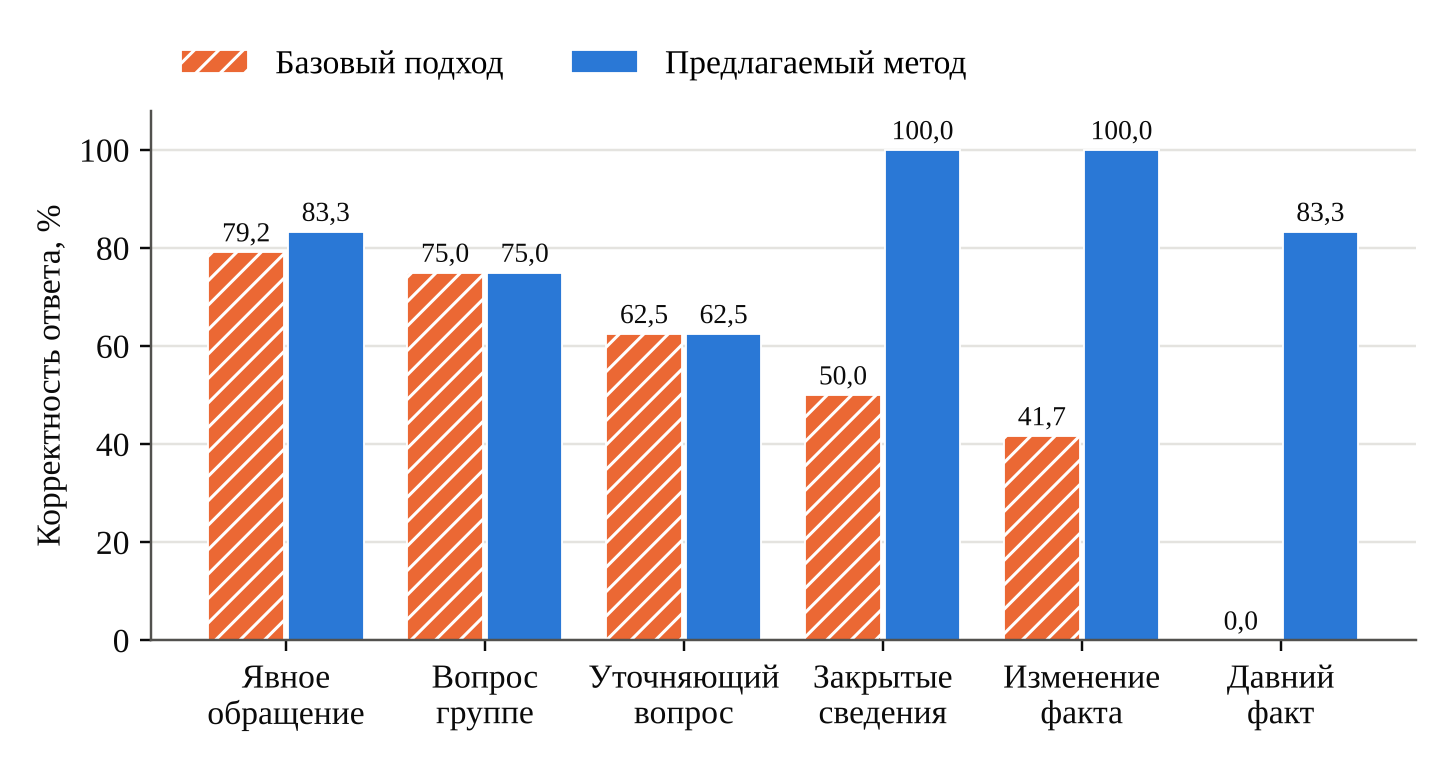 Базовый подход
Предлагаемый метод
Корректность ответа, %
100
80
60
40
20
0
79,2
83,3
75,0
75,0
62,5
62,5
50,0
100,0
41,7
100,0
0,0
83,3
Явное
обращение
Вопрос
группе
Уточняющий
вопрос
Закрытые
сведения
Изменение
факта
Давний
факт